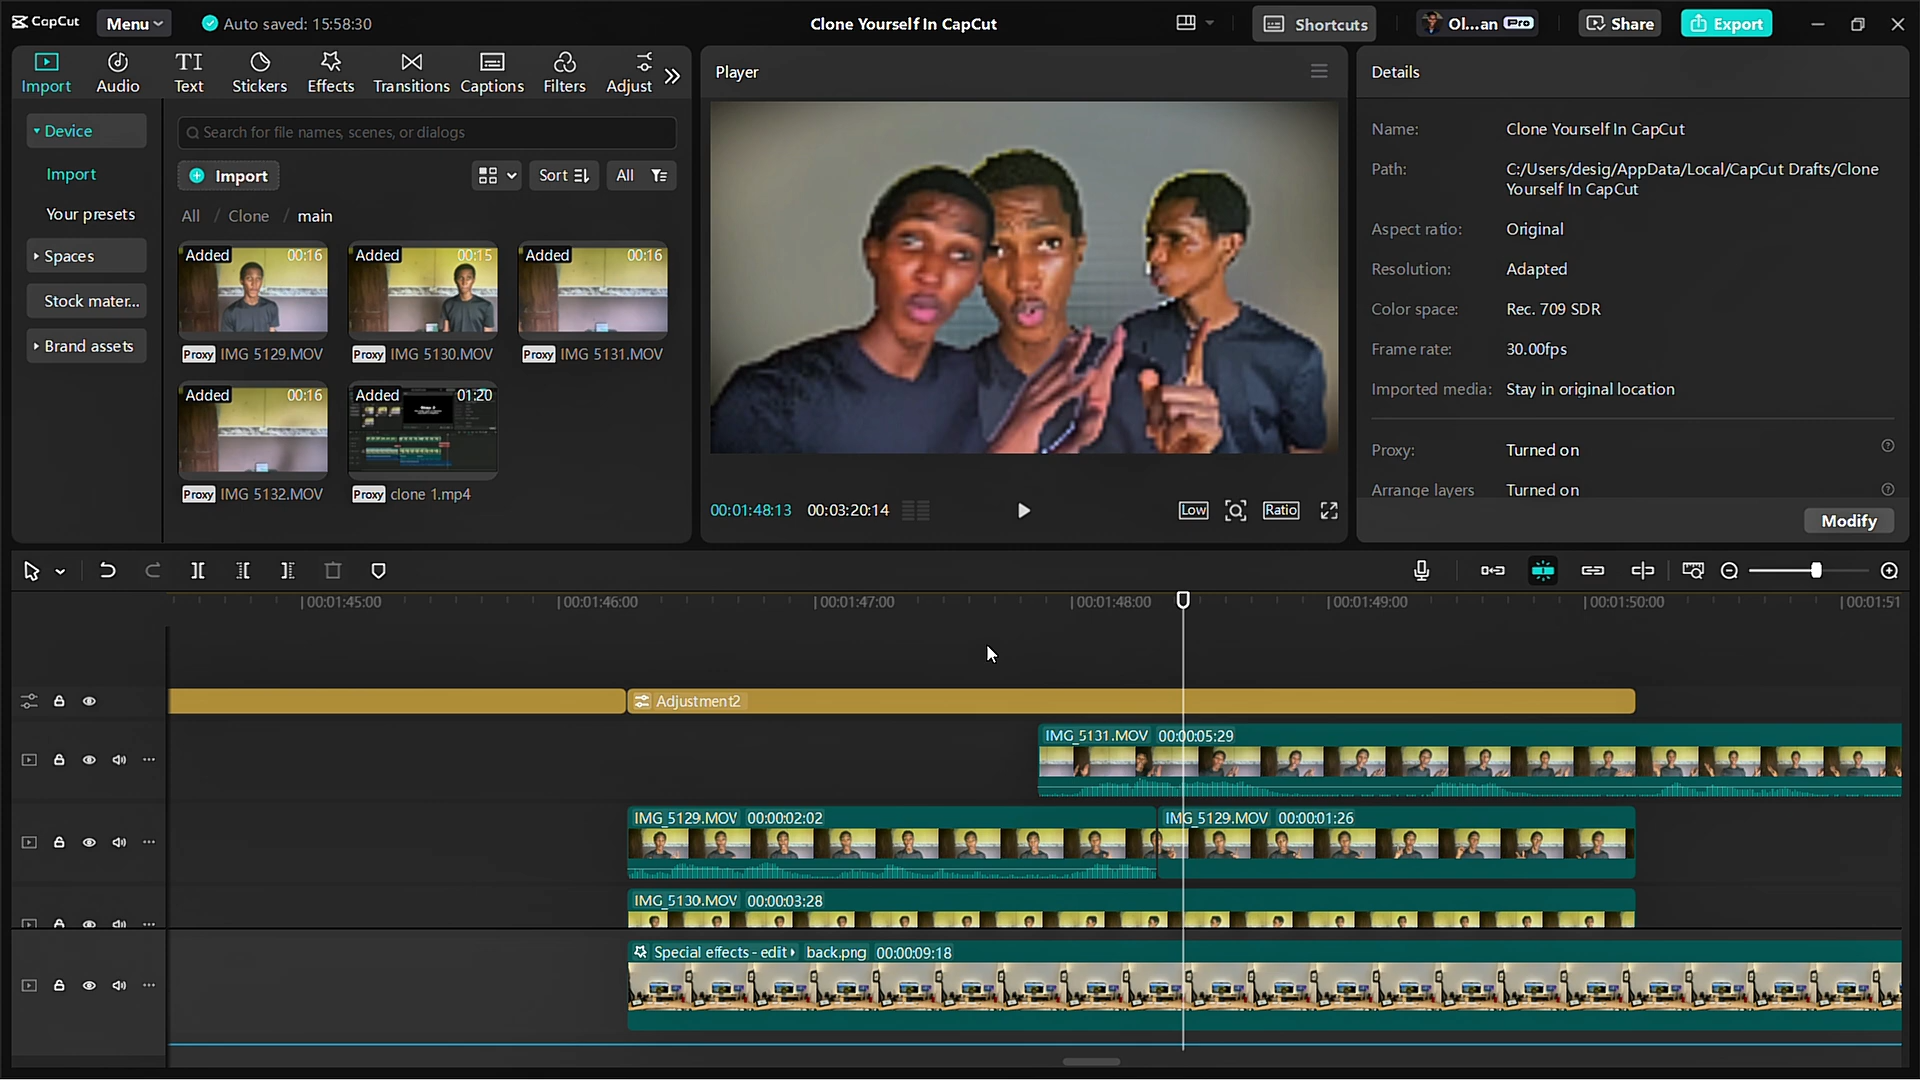 CapCut
Menu
Auto saved: 15:58:30
Clone Yourself In CapCut
Shortcuts
Ol...an Pro
Share
Export
Import
Audio
TI
Text
Stickers
Effects
Transitions
Captions
Filters
Adjust
Player
Details
Device
Import
Your presets
Spaces
Stock mater...
Brand assets
Search for file names, scenes, or dialogs
Import
Sort
All
All / Clone / main
Added 00:16
Added 00:15
Added 00:16
Proxy IMG 5129.MOV
Proxy IMG 5130.MOV
Proxy IMG 5131.MOV
Added 00:16
Added 01:20
Proxy IMG 5132.MOV
Proxy clone 1.mp4
00:01:48:13 00:03:20:14
Low
Ratio
Name: Clone Yourself In CapCut
Path: C:/Users/desig/AppData/Local/CapCut Drafts/Clone
Yourself In CapCut
Aspect ratio: Original
Resolution: Adapted
Color space: Rec. 709 SDR
Frame rate: 30.00fps
Imported media: Stay in original location
Proxy: Turned on
Arrange layers Turned on
Modify
00:01:45:00
00:01:46:00
00:01:47:00
00:01:48:00
00:01:49:00
00:01:50:00
00:01:51
Adjustment2
IMG_5131.MOV 00:00:05:29
IMG_5129.MOV 00:00:02:02
IMG_5129.MOV 00:00:01:26
IMG_5130.MOV 00:00:03:28
Special effects - edit back.png 00:00:09:18